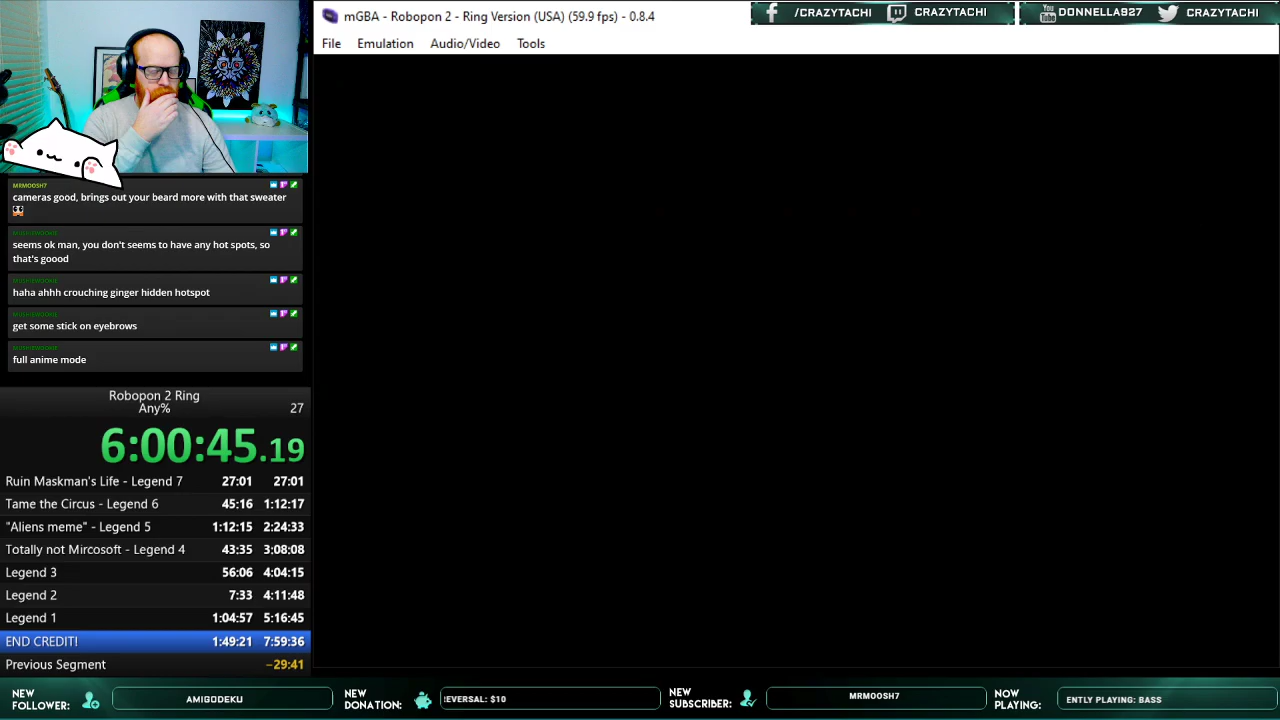 mGBA - Robopon 2 - Ring Version (USA) (59.9 fps) - 0.8.4
/CRAZYTACHI
CRAZYTACHI
You Tube
DONNELLAB27
CRAZYTACHI
File Emulation Audio/Video Tools
MRMOOSH7
cameras good, brings out your beard more with that sweater
MUSHIEWOOKIE
seems ok man, you don't seems to have any hot spots, so
that's goood
MUSHIEWOOKIE
haha ahhh crouching ginger hidden hotspot
MUSHIEWOOKIE
get some stick on eyebrows
MUSHIEWOOKIE
full anime mode
Robopon 2 Ring
Any% 27
6:00:45.19
Ruin Maskman's Life - Legend 7 27:01 27:01
Tame the Circus - Legend 6 45:16 1:12:17
"Aliens meme" - Legend 5 1:12:15 2:24:33
Totally not Mircosoft - Legend 4 43:35 3:08:08
Legend 3 56:06 4:04:15
Legend 2 7:33 4:11:48
Legend 1 1:04:57 5:16:45
END CREDIT! 1:49:21 7:59:36
Previous Segment −29:41
NEW FOLLOWER:
AMIGODEKU
NEW DONATION:
:EVERSAL: $10
NEW SUBSCRIBER:
MRMOOSH7
NOW PLAYING:
ENTLY PLAYING: BASS